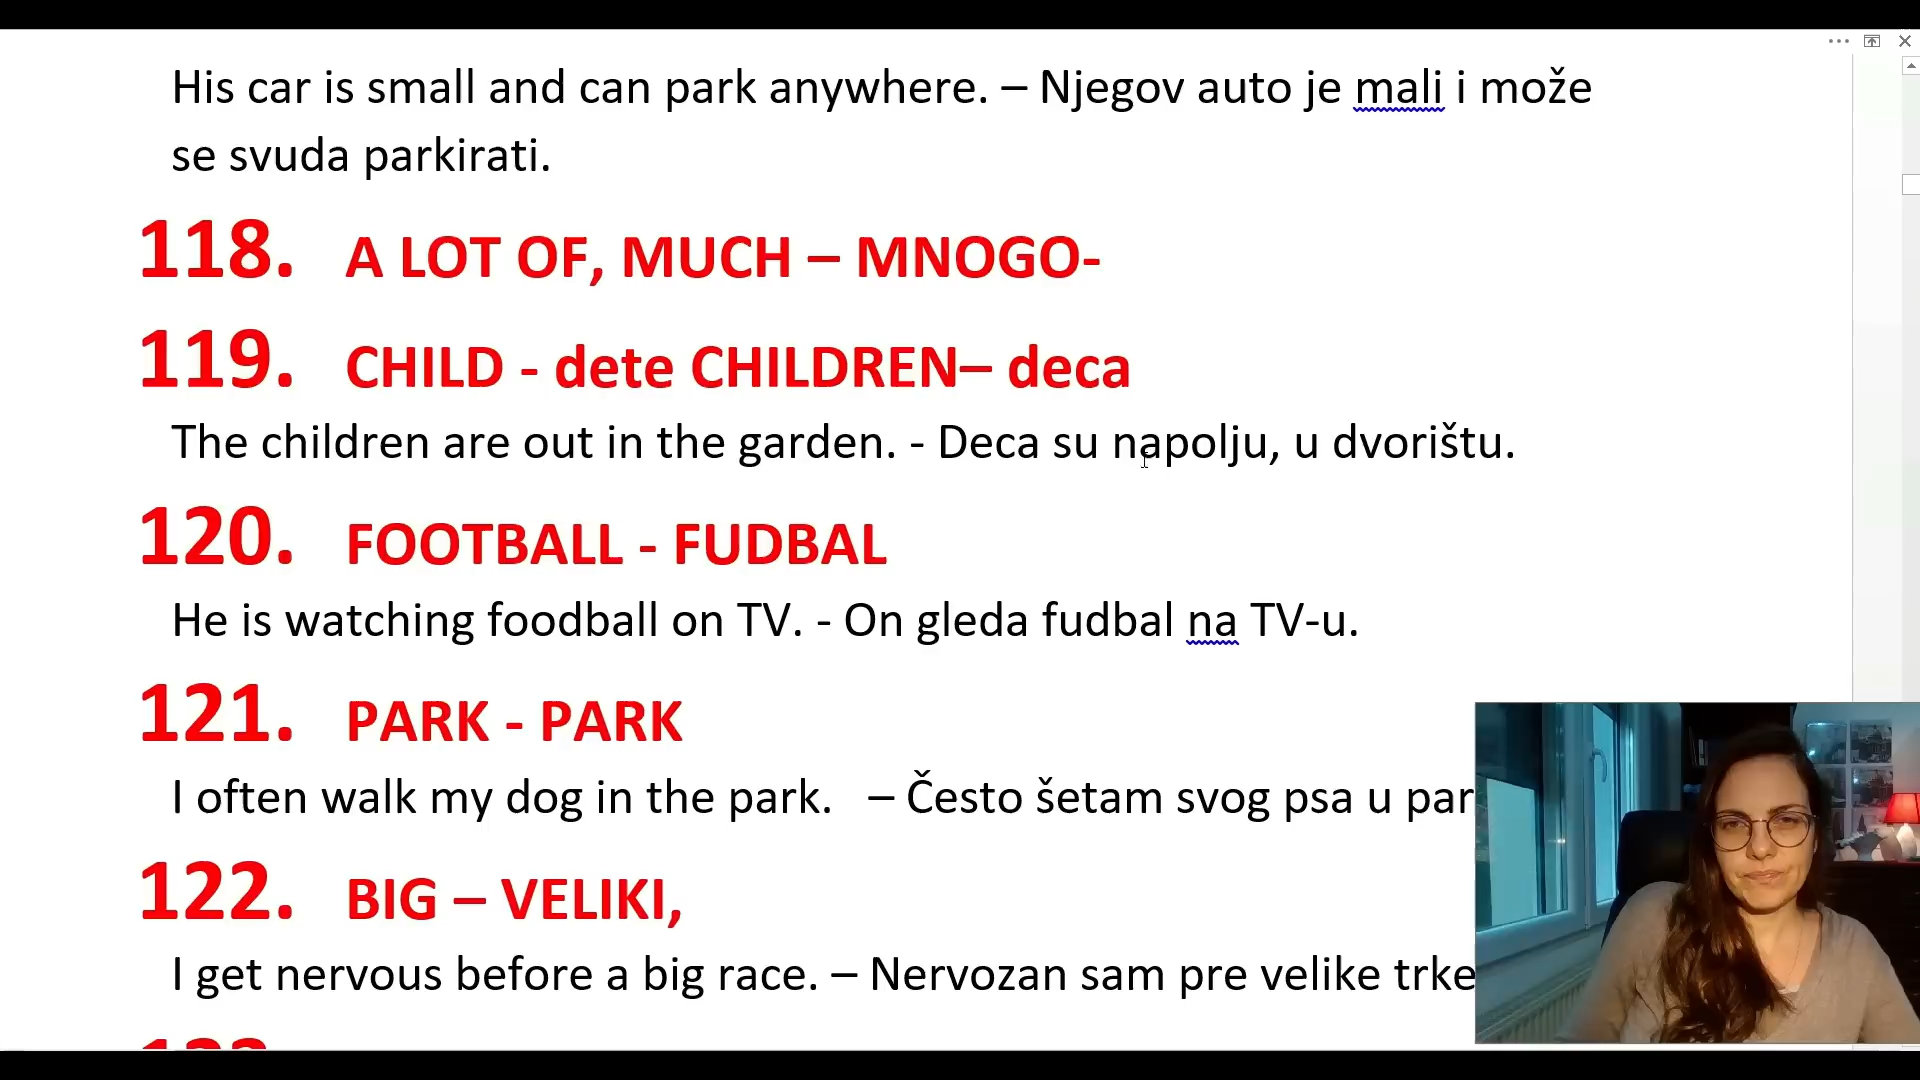 His car is small and can park anywhere. – Njegov auto je mali i može
se svuda parkirati.
118. A LOT OF, MUCH – MNOGO-
119. CHILD - dete CHILDREN– deca
The children are out in the garden. - Deca su napolju, u dvorištu.
120. FOOTBALL - FUDBAL
He is watching foodball on TV. - On gleda fudbal na TV-u.
121. PARK - PARK
I often walk my dog in the park. – Često šetam svog psa u par
122. BIG – VELIKI,
I get nervous before a big race. – Nervozan sam pre velike trke